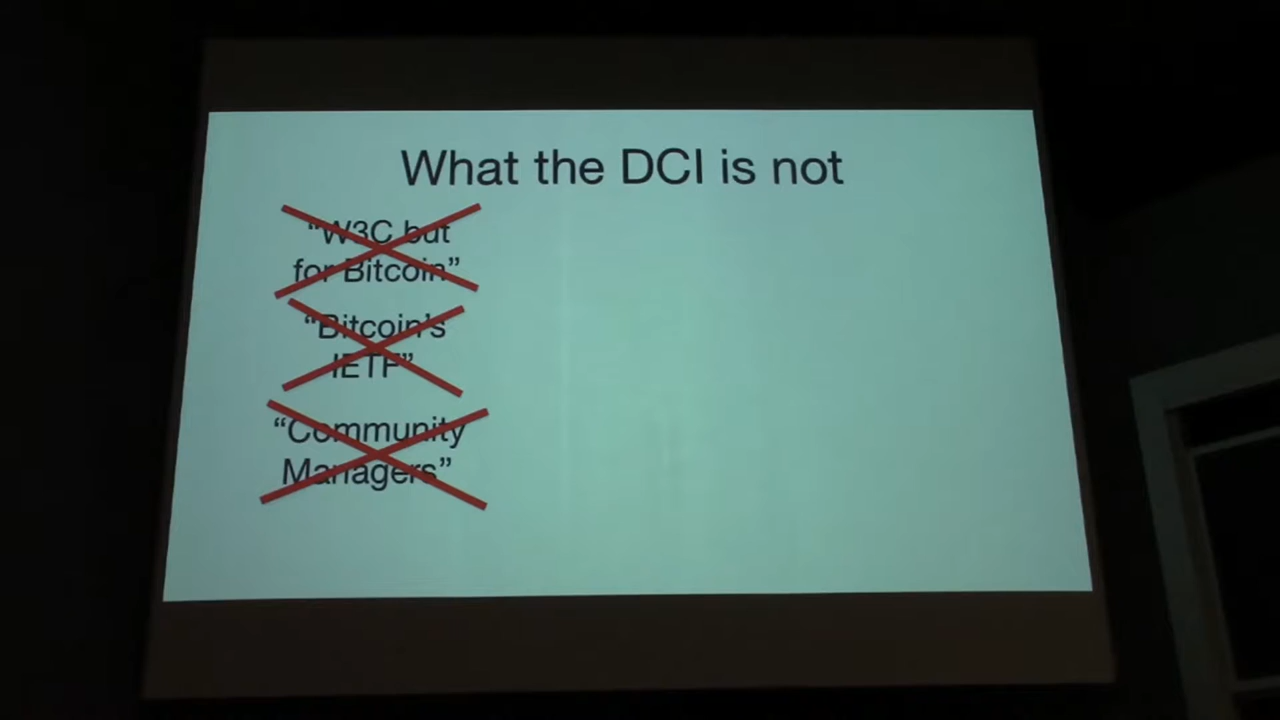 What the DCI is not
“W3C but
for Bitcoin”
“Bitcoin’s
IETF”
“Community
Managers”